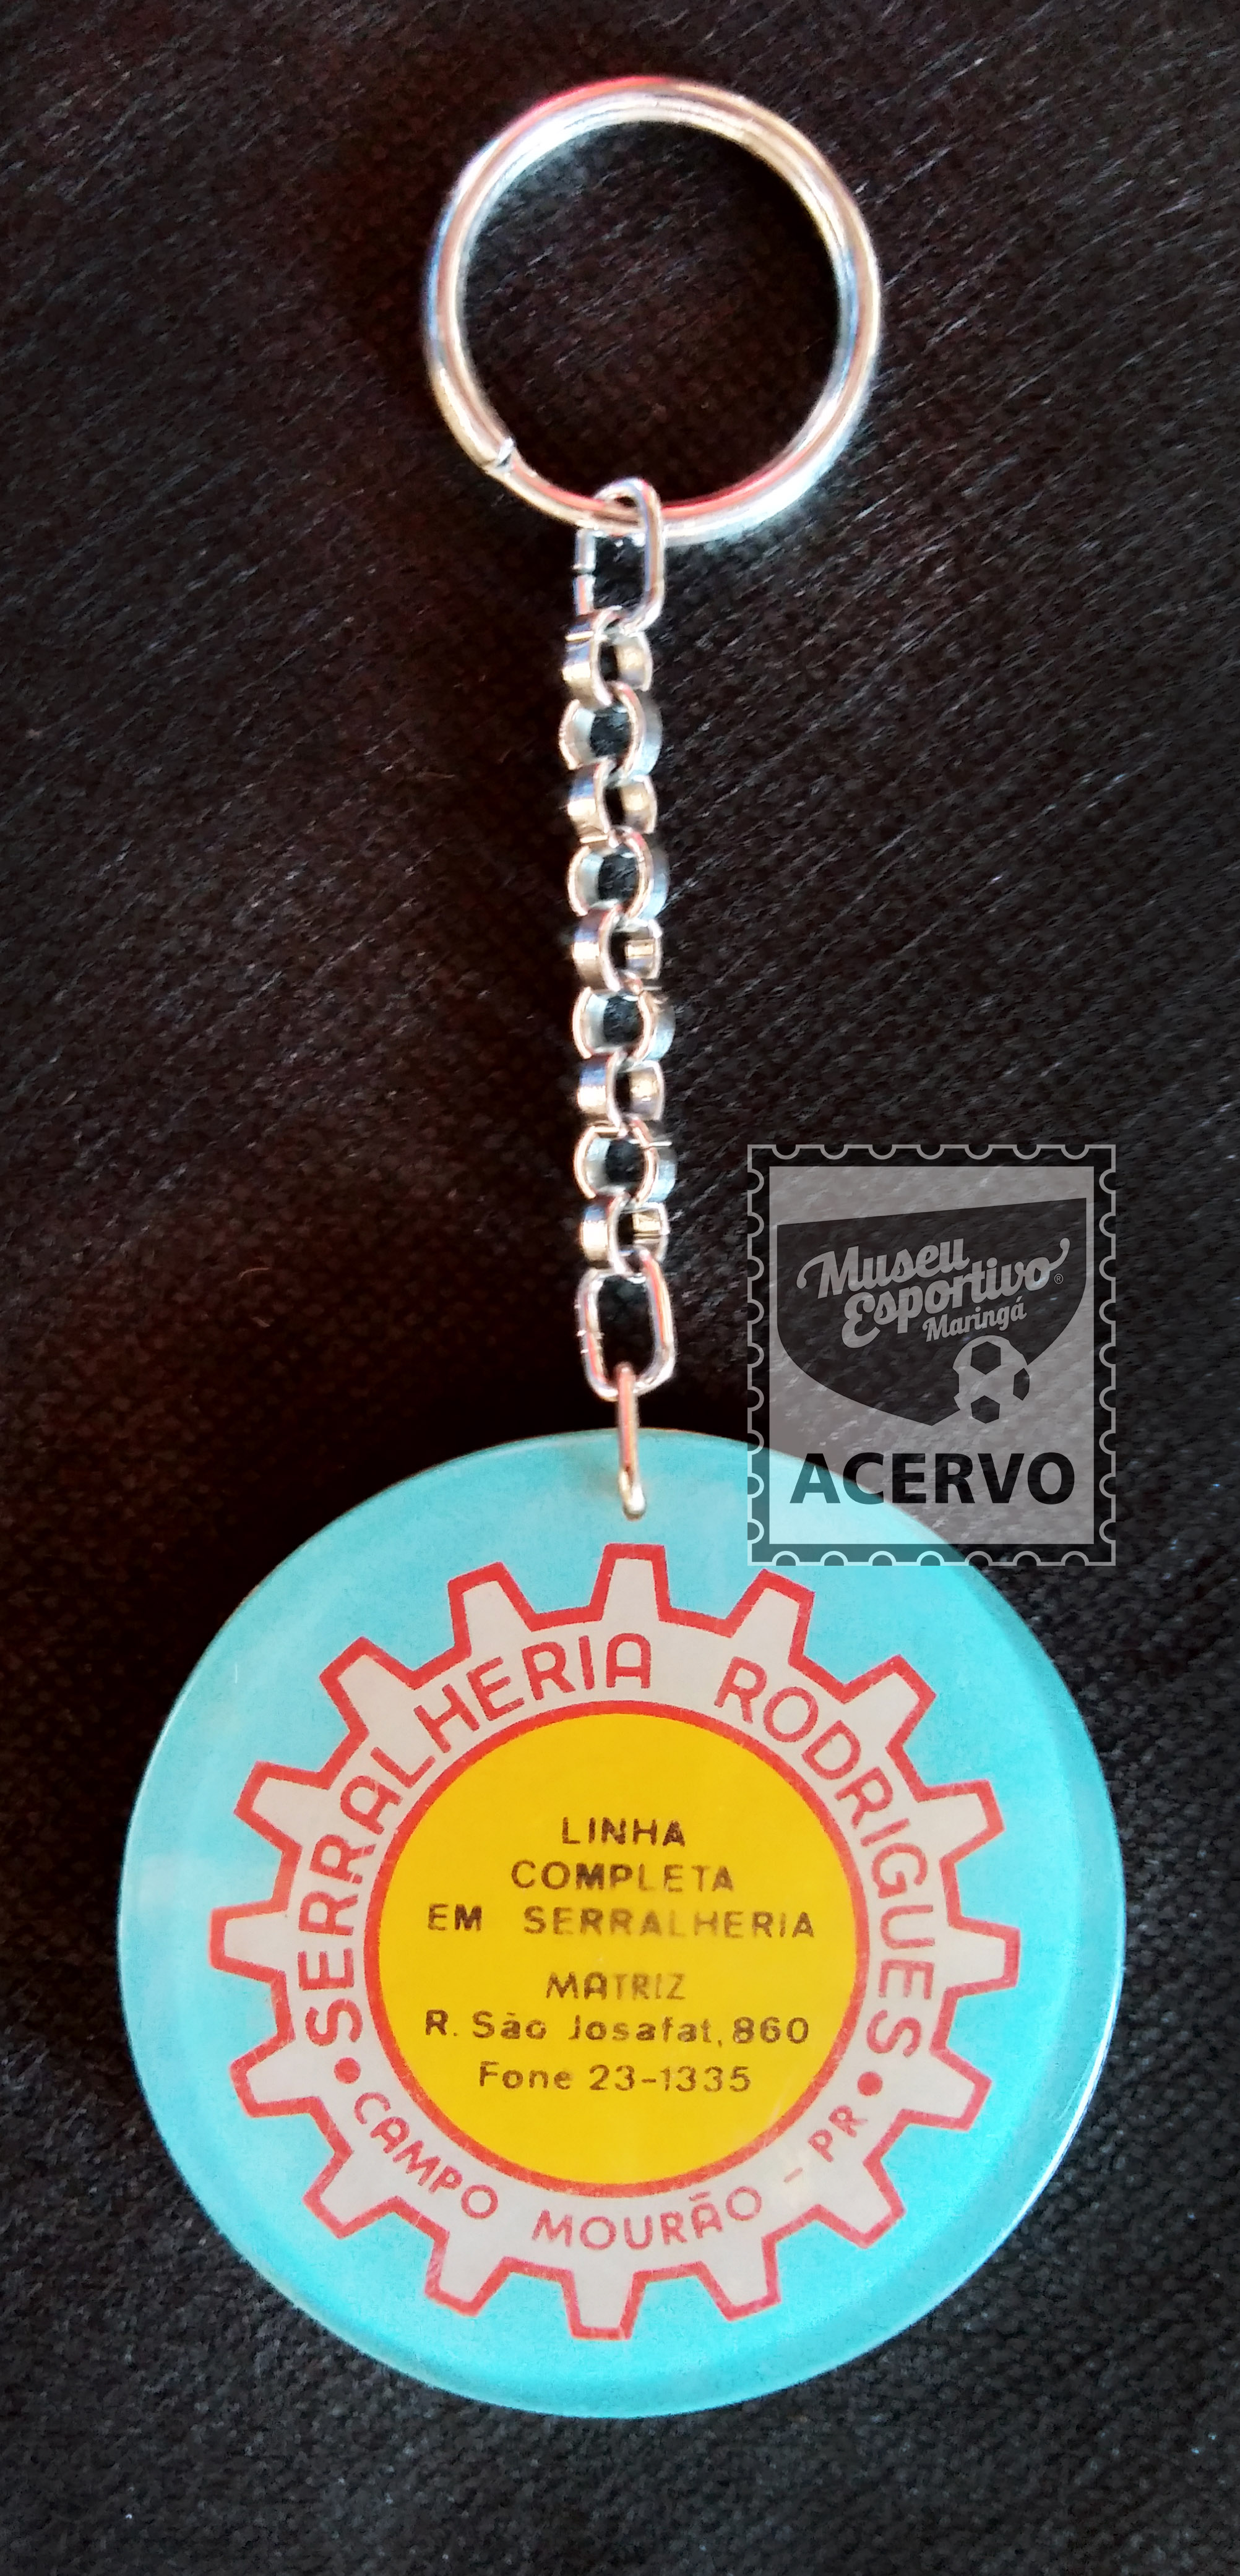 Museu
Esportivo®
Maringá
ACERVO
SERRALHERIA RODRIGUES
LINHA
COMPLETA
EM SERRALHERIA
MATRIZ
R. São Josafat, 860
Fone 23-1335
• CAMPO MOURÃO - PR •